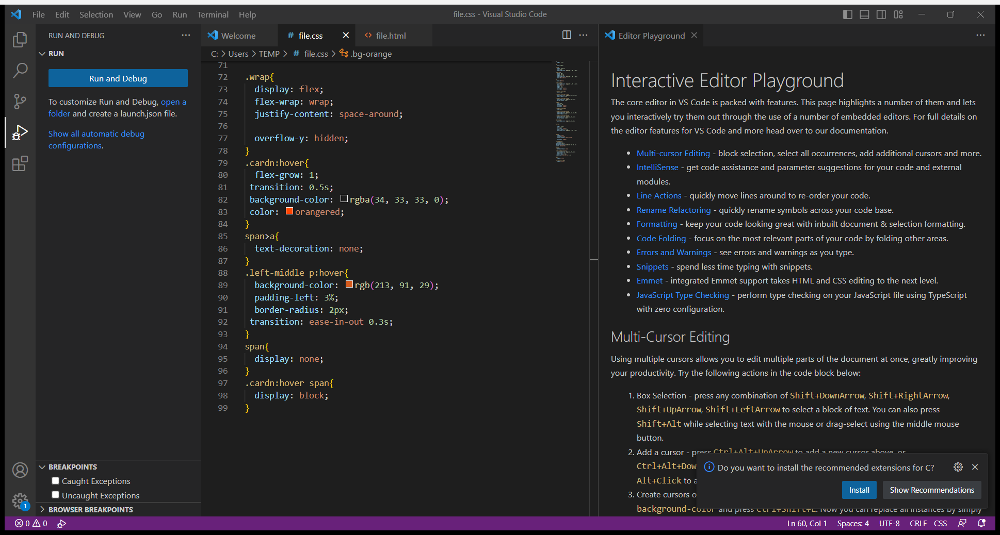 File Edit Selection View Go Run Terminal Help
file.css - Visual Studio Code
RUN AND DEBUG
RUN
Run and Debug
To customize Run and Debug, open a
folder and create a launch.json file.
Show all automatic debug
configurations.
BREAKPOINTS
Caught Exceptions
Uncaught Exceptions
BROWSER BREAKPOINTS
1
Welcome
# file.css
<> file.html
C: > Users > TEMP > # file.css > .bg-orange
71
72 .wrap{
73 display: flex;
74 flex-wrap: wrap;
75 justify-content: space-around;
76
77 overflow-y: hidden;
78 }
79 .cardn:hover{
80 flex-grow: 1;
81 transition: 0.5s;
82 background-color: rgba(34, 33, 33, 0);
83 color: orangered;
84 }
85 span>a{
86 text-decoration: none;
87 }
88 .left-middle p:hover{
89 background-color: rgb(213, 91, 29);
90 padding-left: 3%;
91 border-radius: 2px;
92 transition: ease-in-out 0.3s;
93 }
94 span{
95 display: none;
96 }
97 .cardn:hover span{
98 display: block;
99 }
Editor Playground
Interactive Editor Playground
The core editor in VS Code is packed with features. This page highlights a number of them and lets
you interactively try them out through the use of a number of embedded editors. For full details on
the editor features for VS Code and more head over to our documentation.
• Multi-cursor Editing - block selection, select all occurrences, add additional cursors and more.
• IntelliSense - get code assistance and parameter suggestions for your code and external
modules.
• Line Actions - quickly move lines around to re-order your code.
• Rename Refactoring - quickly rename symbols across your code base.
• Formatting - keep your code looking great with inbuilt document & selection formatting.
• Code Folding - focus on the most relevant parts of your code by folding other areas.
• Errors and Warnings - see errors and warnings as you type.
• Snippets - spend less time typing with snippets.
• Emmet - integrated Emmet support takes HTML and CSS editing to the next level.
• JavaScript Type Checking - perform type checking on your JavaScript file using TypeScript
with zero configuration.
Multi-Cursor Editing
Using multiple cursors allows you to edit multiple parts of the document at once, greatly improving
your productivity. Try the following actions in the code block below:
1. Box Selection - press any combination of Shift+DownArrow, Shift+RightArrow,
Shift+UpArrow, Shift+LeftArrow to select a block of text. You can also press
Shift+Alt while selecting text with the mouse or drag-select using the middle mouse
button.
2. Add a cursor - press Ctrl+Alt+UpArrow to add a new cursor above, or
Ctrl+Alt+Dow
Alt+Click to a
3. Create cursors o
background-color and press Ctrl+Shift+L. Now you can replace all instances by simply
Do you want to install the recommended extensions for C?
Install
Show Recommendations
0 0
Ln 60, Col 1 Spaces: 4 UTF-8 CRLF CSS